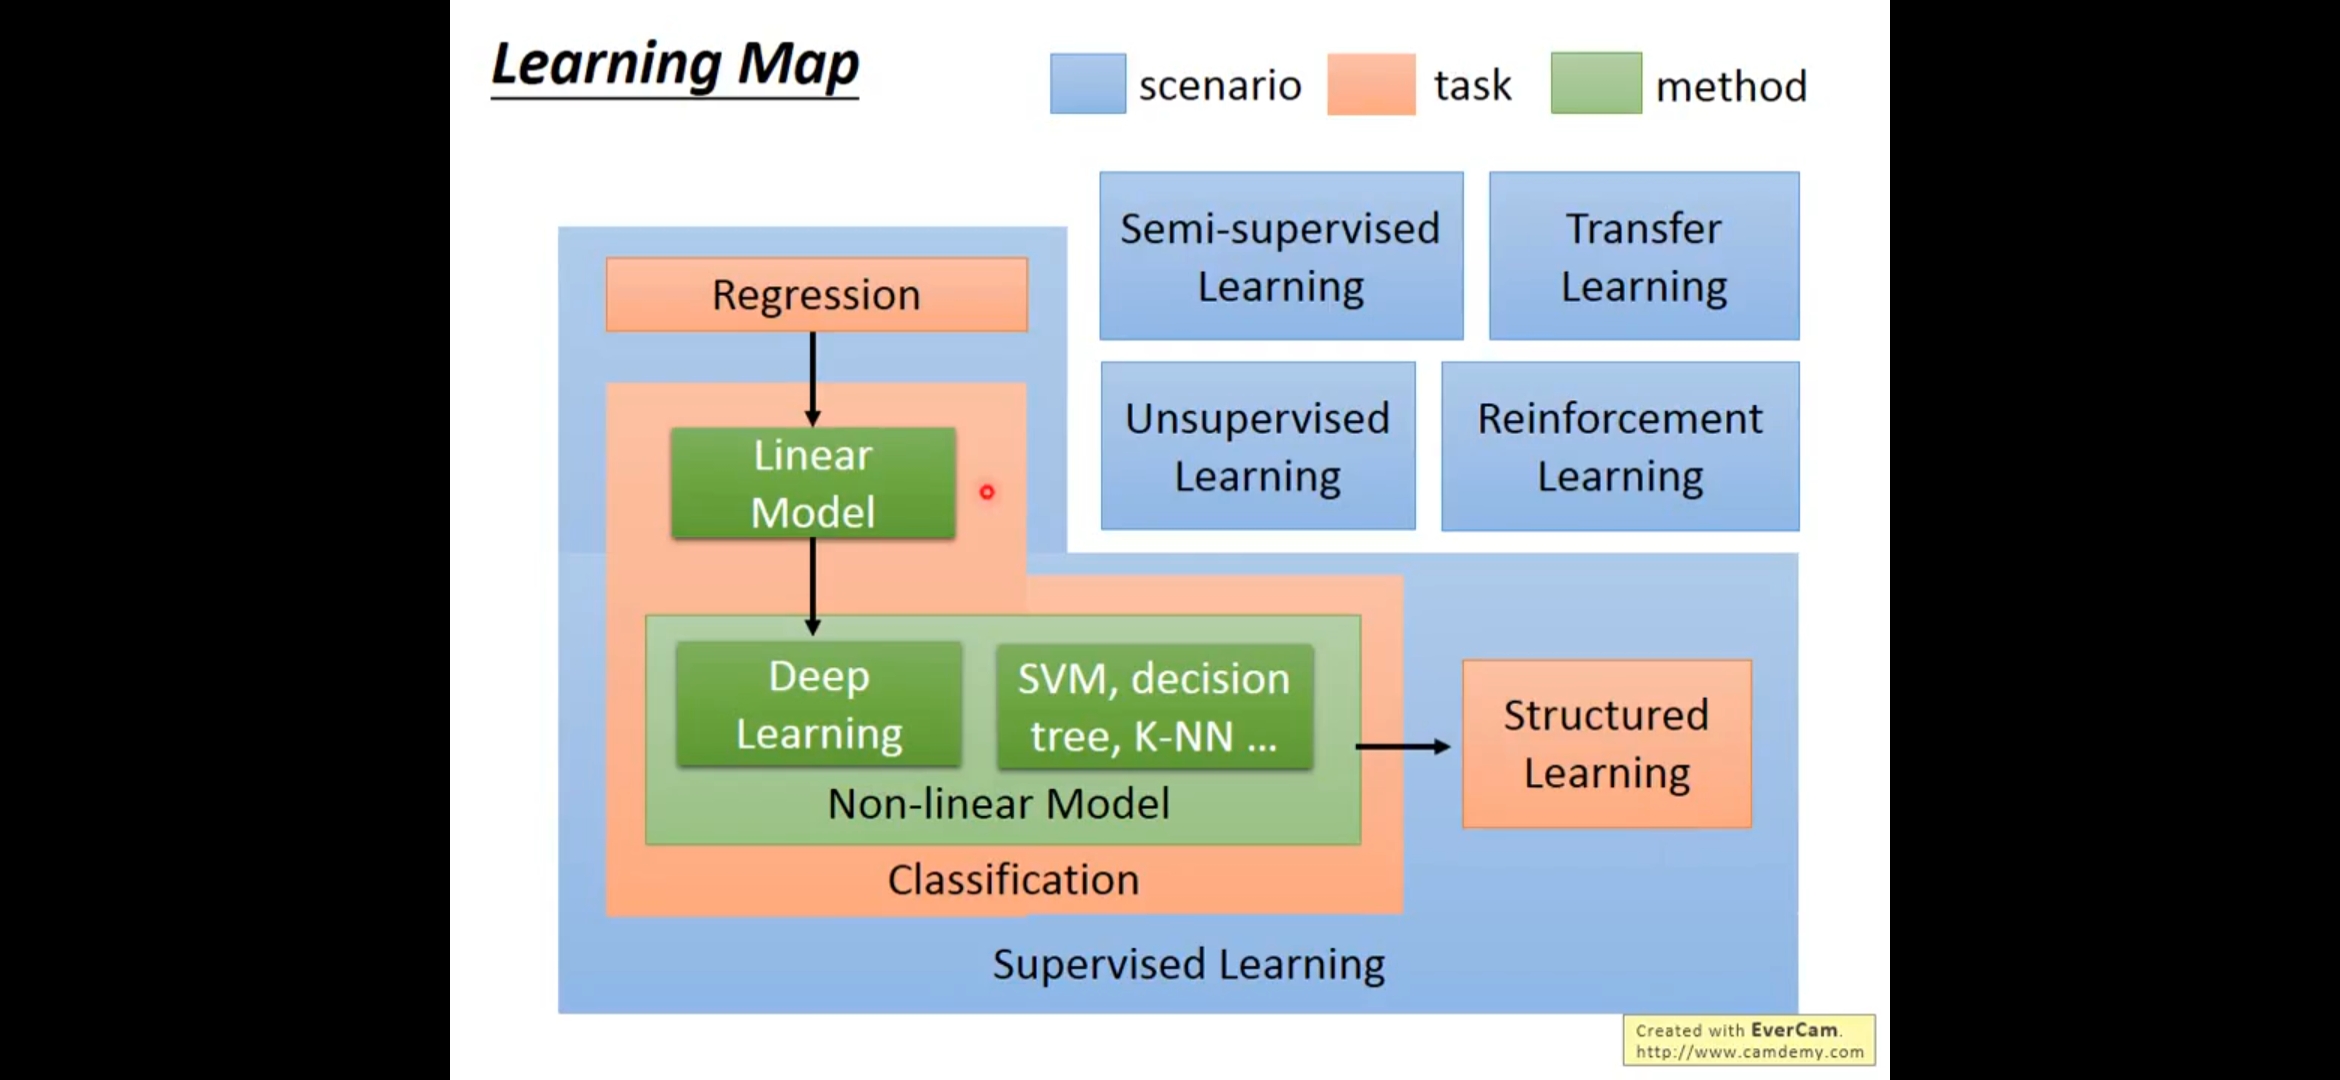 Learning Map
scenario
task
method
Semi-supervised
Learning
Transfer
Learning
Regression
Unsupervised
Learning
Reinforcement
Learning
Linear
Model
Deep
Learning
SVM, decision
tree, K-NN ...
Non-linear Model
Structured
Learning
Classification
Supervised Learning
Created with EverCam.
http://www.camdemy.com